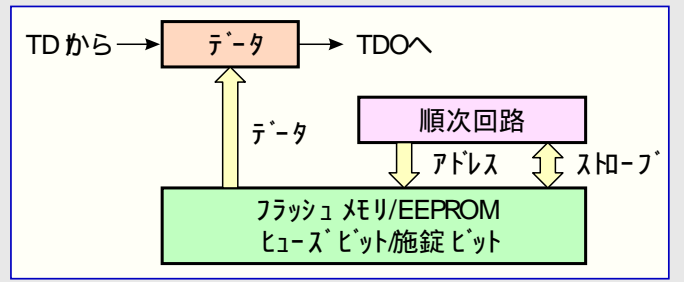 TDIから
ﾃﾞｰﾀ
TDOへ
順次回路
ﾃﾞｰﾀ
ｱﾄﾞﾚｽ
ｽﾄﾛｰﾌﾞ
ﾌﾗｯｼｭ ﾒﾓﾘ/EEPROM
ﾋｭｰｽﾞ ﾋﾞｯﾄ/施錠ﾋﾞｯﾄ